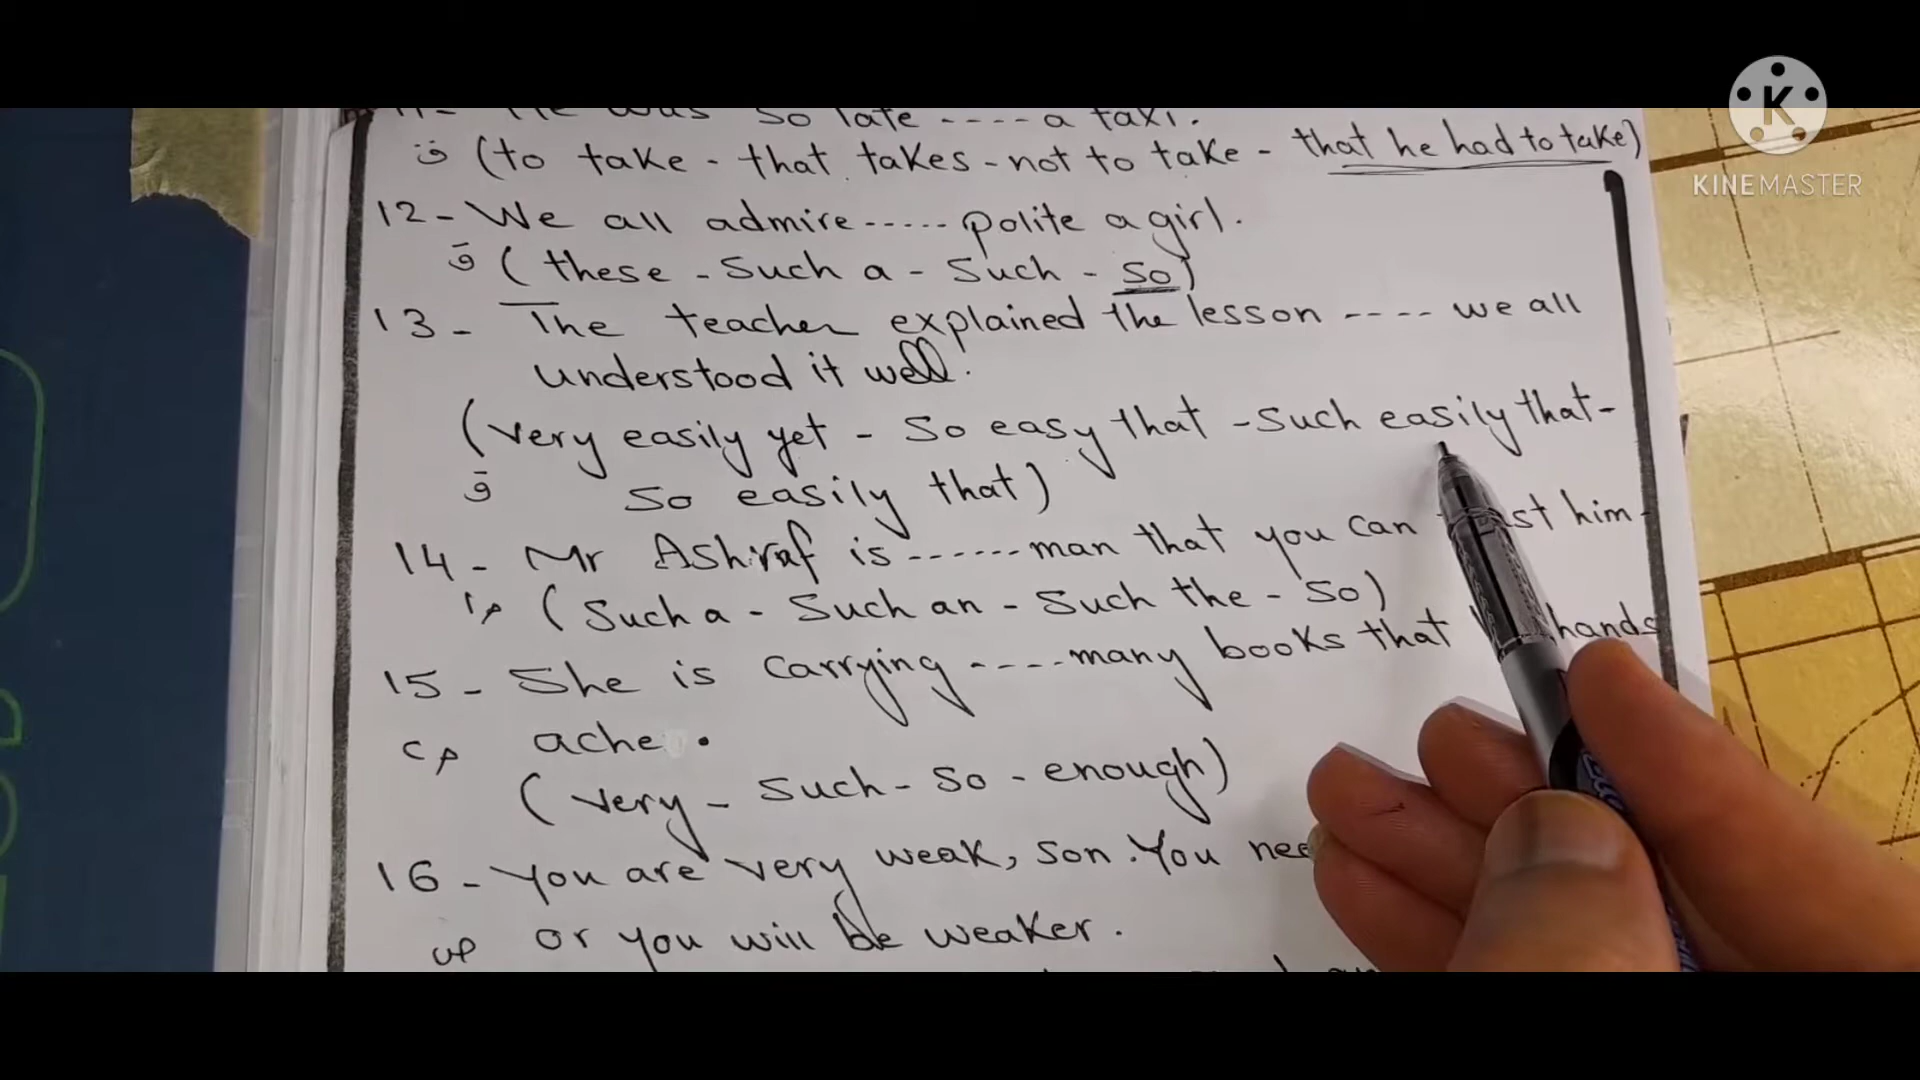 11- He was so late ---- a taxi.
(to take - that takes - not to take - that he had to take)
12- We all admire ----- polite a girl.
(these - Such a - Such - so)
13- The teacher explained the lesson ---- we all
understood it well.
(very easily yet - So easy that - Such easily that -
So easily that)
14- Mr Ashraf is ------ man that you can him.
(Such a - Such an - Such the - So)
15- She is carrying ---- many books that hands
ache.
(very - Such - So - enough)
16- You are very weak, son. You
or you will be weaker.
K
KINEMASTER